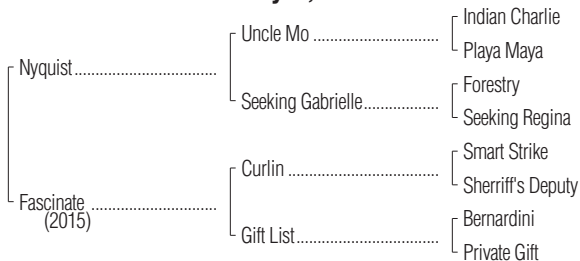 Indian Charlie
Uncle Mo
Playa Maya
Nyquist
Forestry
Seeking Gabrielle
Seeking Regina
Smart Strike
Curlin
Sherriff's Deputy
Fascinate
(2015)
Bernardini
Gift List
Private Gift